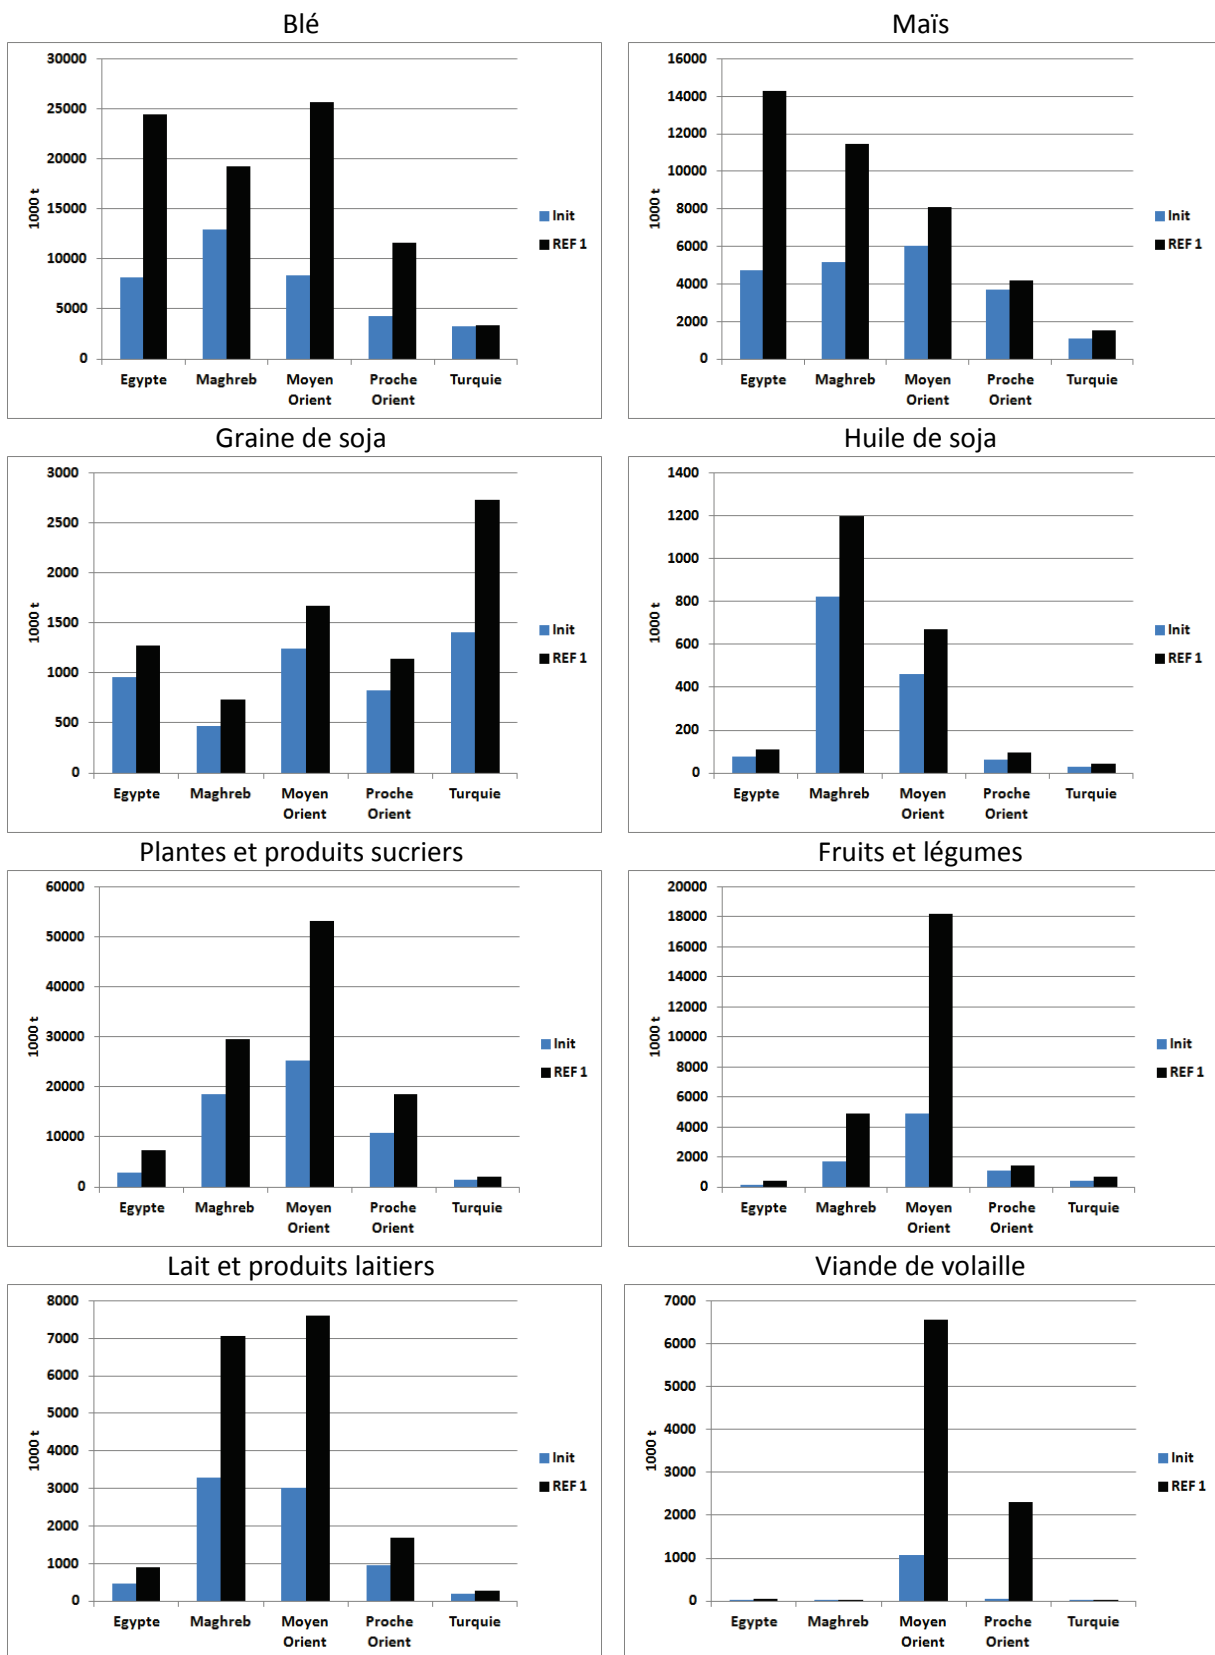 Blé
30000
25000
20000
15000
10000
5000
0
1000 t
Egypte
Maghreb
Moyen
Orient
Proche
Orient
Turquie
Init
REF 1
Maïs
16000
14000
12000
10000
8000
6000
4000
2000
0
1000 t
Egypte
Maghreb
Moyen
Orient
Proche
Orient
Turquie
Init
REF 1
Graine de soja
3000
2500
2000
1500
1000
500
0
1000 t
Egypte
Maghreb
Moyen
Orient
Proche
Orient
Turquie
Init
REF 1
Huile de soja
1400
1200
1000
800
600
400
200
0
1000 t
Egypte
Maghreb
Moyen
Orient
Proche
Orient
Turquie
Init
REF 1
Plantes et produits sucriers
60000
50000
40000
30000
20000
10000
0
1000 t
Egypte
Maghreb
Moyen
Orient
Proche
Orient
Turquie
Init
REF 1
Fruits et légumes
20000
18000
16000
14000
12000
10000
8000
6000
4000
2000
0
1000 t
Egypte
Maghreb
Moyen
Orient
Proche
Orient
Turquie
Init
REF 1
Lait et produits laitiers
8000
7000
6000
5000
4000
3000
2000
1000
0
1000 t
Egypte
Maghreb
Moyen
Orient
Proche
Orient
Turquie
Init
REF 1
Viande de volaille
7000
6000
5000
4000
3000
2000
1000
0
1000 t
Egypte
Maghreb
Moyen
Orient
Proche
Orient
Turquie
Init
REF 1